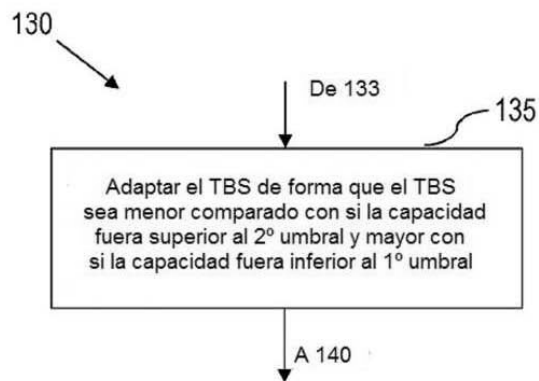 130
De 133
135
Adaptar el TBS de forma que el TBS
sea menor comparado con si la capacidad
fuera superior al 2º umbral y mayor con
si la capacidad fuera inferior al 1º umbral
A 140